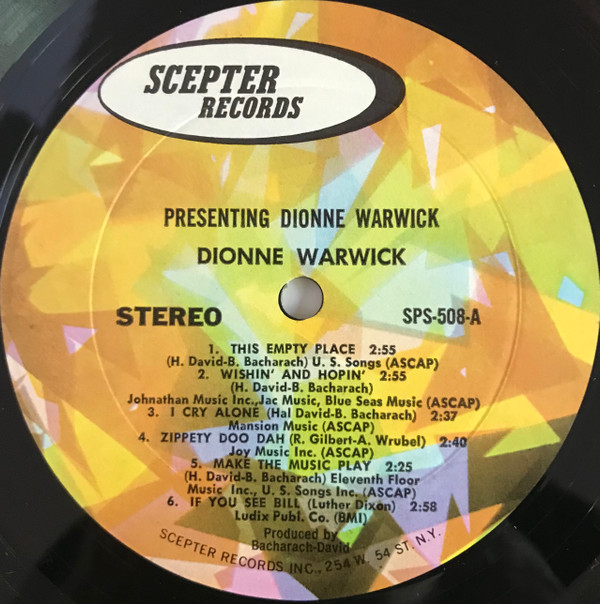 SCEPTER
RECORDS
PRESENTING DIONNE WARWICK
DIONNE WARWICK
STEREO SPS-508-A
1. THIS EMPTY PLACE 2:55
(H. David-B. Bacharach) U. S. Songs (ASCAP)
2. WISHIN' AND HOPIN' 2:55
(H. David-B. Bacharach)
Johnathan Music Inc.,Jac Music, Blue Seas Music (ASCAP)
3. I CRY ALONE (Hal David-B. Bacharach) 2:37
Mansion Music (ASCAP)
4. ZIPPETY DOO DAH (R. Gilbert-A. Wrubel) 2:40
Joy Music Inc. (ASCAP)
5. MAKE THE MUSIC PLAY 2:25
(H. David-B. Bacharach) Eleventh Floor
Music Inc., U. S. Songs Inc. (ASCAP)
6. IF YOU SEE BILL (Luther Dixon) 2:58
Ludix Publ. Co. (BMI)
Produced by
Bacharach-David
SCEPTER RECORDS INC., 254 W. 54 ST. N.Y.